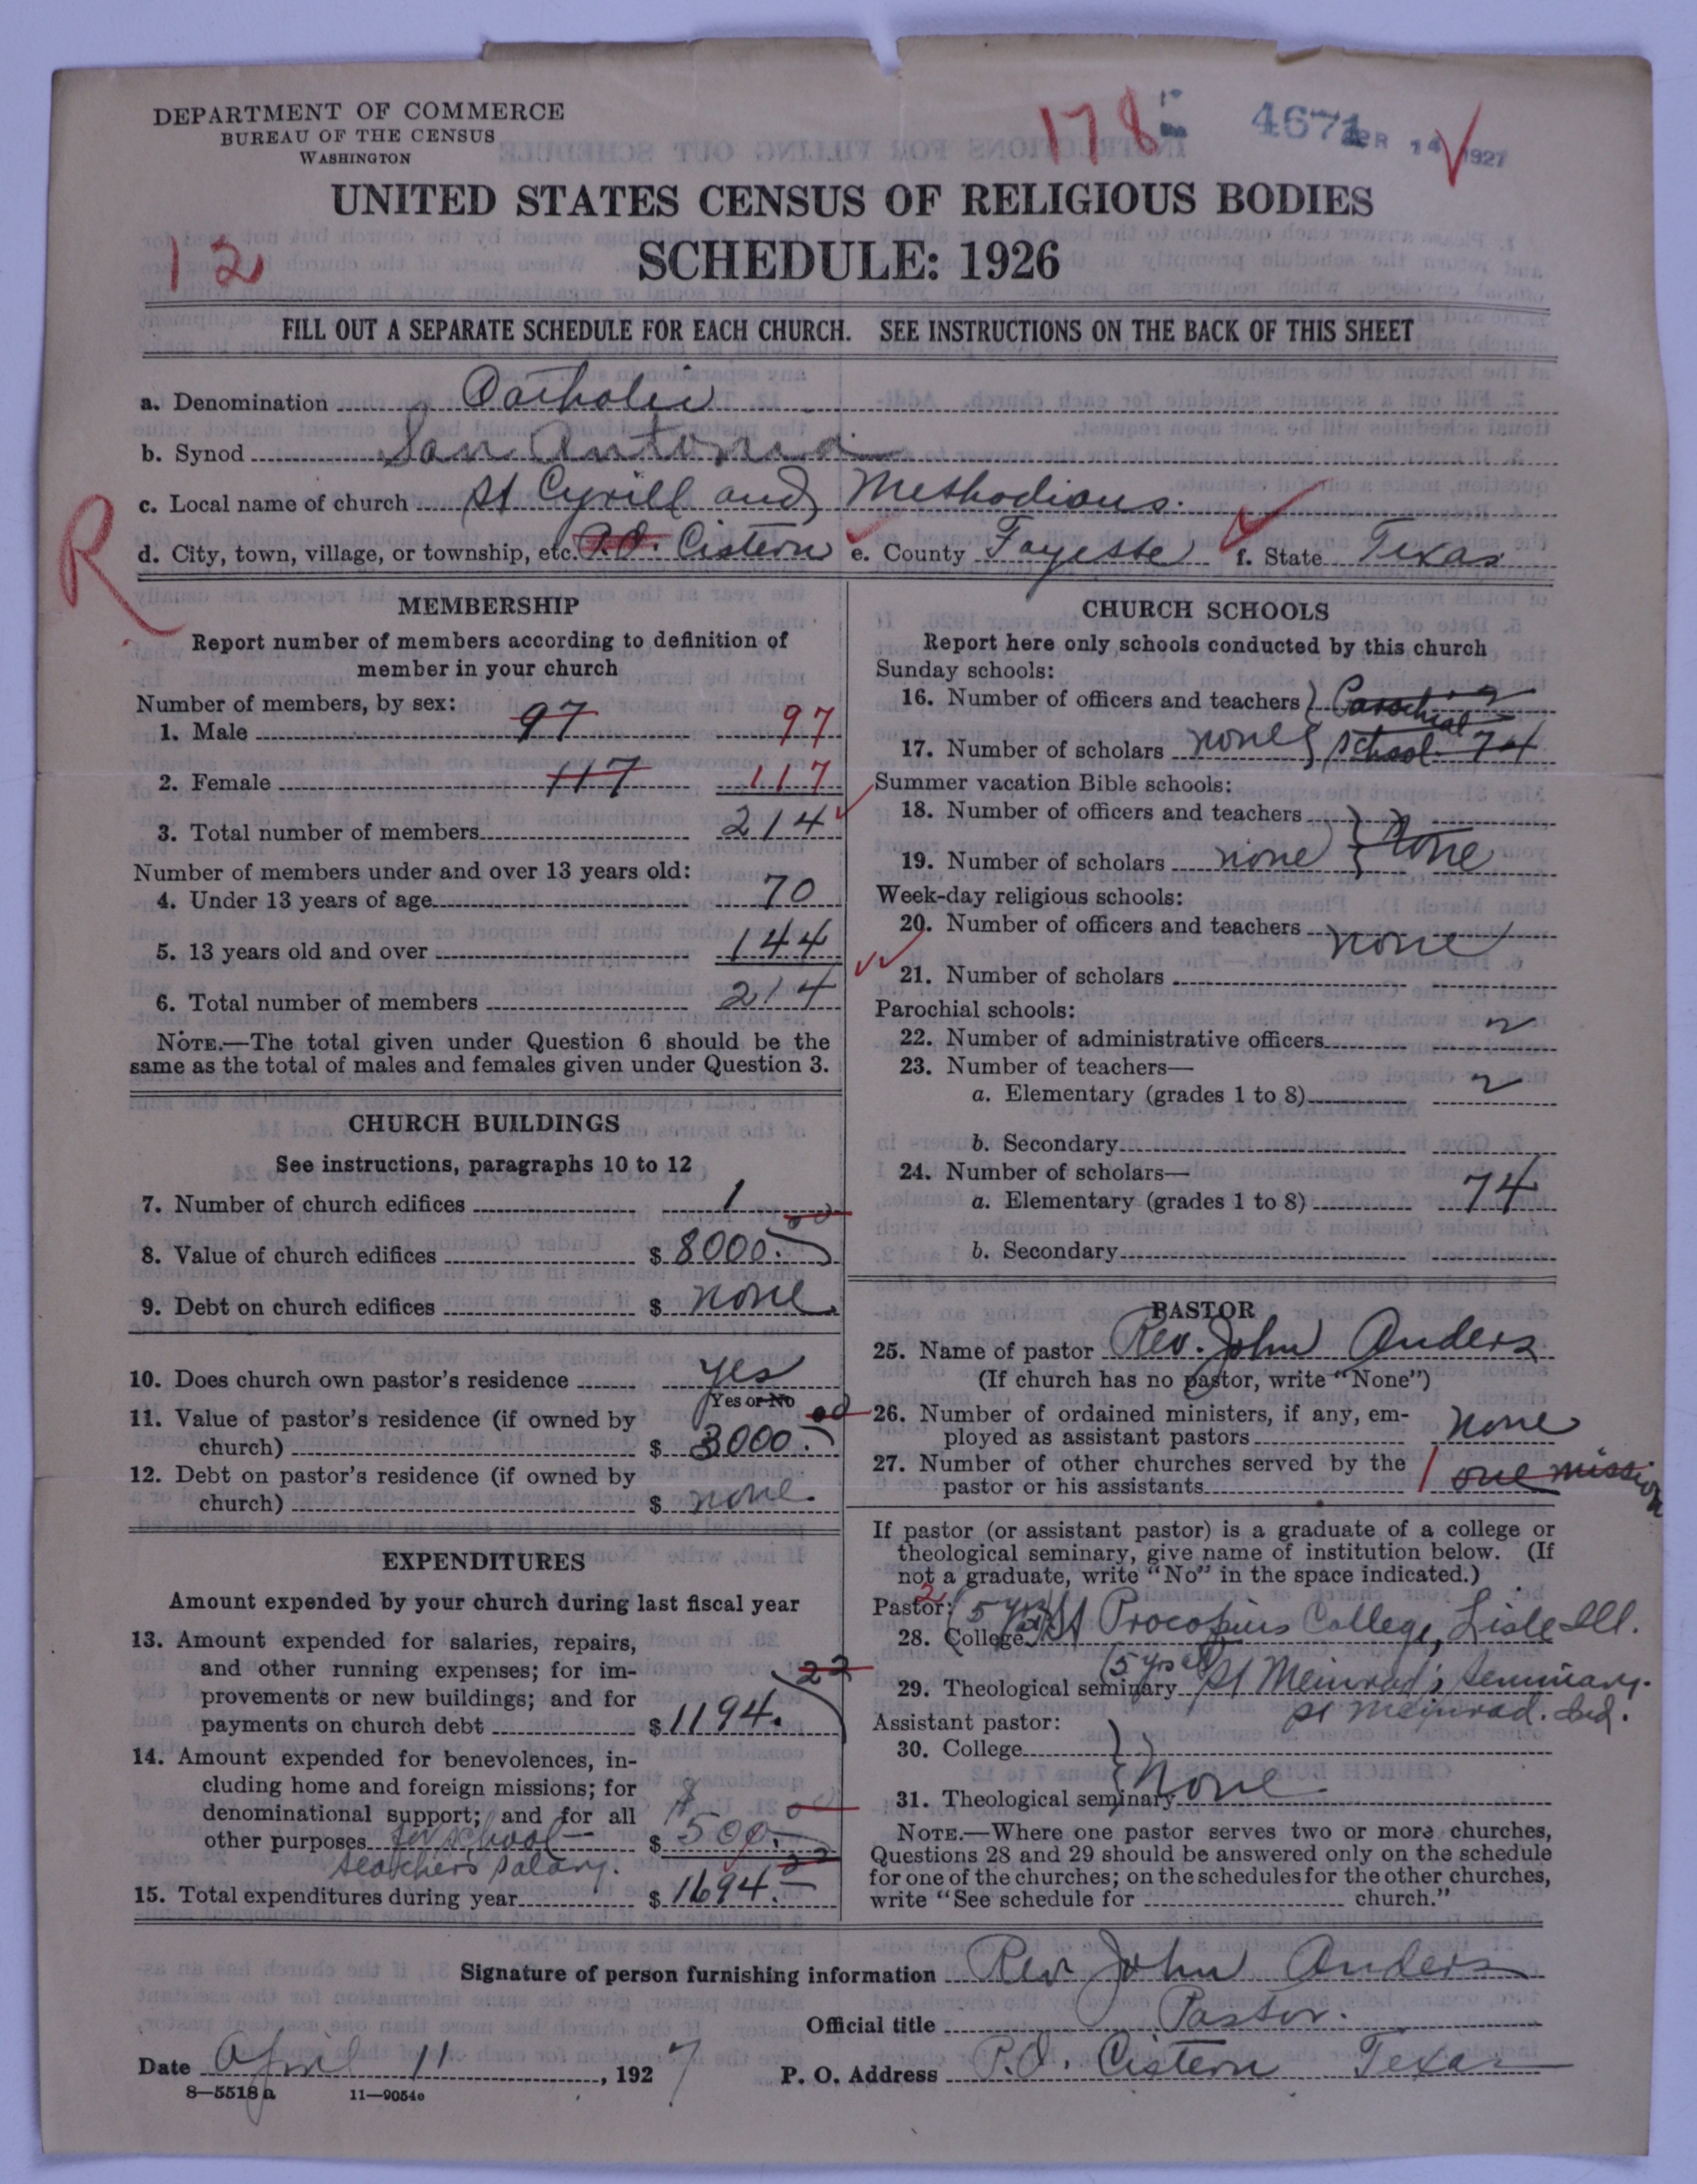 DEPARTMENT OF COMMERCE
BUREAU OF THE CENSUS
WASHINGTON
178
4671
APR 14 1927
UNITED STATES CENSUS OF RELIGIOUS BODIES
SCHEDULE: 1926
12
FILL OUT A SEPARATE SCHEDULE FOR EACH CHURCH. SEE INSTRUCTIONS ON THE BACK OF THIS SHEET
a. Denomination Catholic
b. Synod San Antonio
c. Local name of church St Cyrill and Methodious.
R
d. City, town, village, or township, etc. P.O. Cistern e. County Fayette f. State Texas
MEMBERSHIP
Report number of members according to definition of
member in your church
Number of members, by sex:
1. Male 97 97
2. Female 117 117
3. Total number of members 214
Number of members under and over 13 years old:
4. Under 13 years of age 70
5. 13 years old and over 144
6. Total number of members 214
NOTE.—The total given under Question 6 should be the
same as the total of males and females given under Question 3.
CHURCH BUILDINGS
See instructions, paragraphs 10 to 12
7. Number of church edifices 1
8. Value of church edifices $ 8000.00
9. Debt on church edifices $ none
10. Does church own pastor's residence yes
Yes or No
11. Value of pastor's residence (if owned by
church) $ 3000.00
12. Debt on pastor's residence (if owned by
church) $ none.
EXPENDITURES
Amount expended by your church during last fiscal year
13. Amount expended for salaries, repairs,
and other running expenses; for im-
provements or new buildings; and for
payments on church debt $ 1194.22
14. Amount expended for benevolences, in-
cluding home and foreign missions; for
denominational support; and for all
other purposes for school $ 500.00
teachers salary.
15. Total expenditures during year $ 1694.22
CHURCH SCHOOLS
Report here only schools conducted by this church
Sunday schools:
16. Number of officers and teachers Parochial 2
17. Number of scholars none school 74
Summer vacation Bible schools:
18. Number of officers and teachers
19. Number of scholars none none
Week-day religious schools:
20. Number of officers and teachers none
21. Number of scholars
Parochial schools:
22. Number of administrative officers 2
23. Number of teachers—
a. Elementary (grades 1 to 8) 2
b. Secondary
24. Number of scholars—
a. Elementary (grades 1 to 8) 74
b. Secondary
PASTOR
25. Name of pastor Rev. John Anders
(If church has no pastor, write "None")
26. Number of ordained ministers, if any, em-
ployed as assistant pastors none
27. Number of other churches served by the
pastor or his assistants 1 one mission
If pastor (or assistant pastor) is a graduate of a college or
theological seminary, give name of institution below. (If
not a graduate, write "No" in the space indicated.)
2
Pastor: (5 yrs at)
28. College St Procopius College, Lisle Ill.
(5 yrs at)
29. Theological seminary St Meinrad's seminary.
St Meinrad. Ind.
Assistant pastor:
30. College
31. Theological seminary none
NOTE.—Where one pastor serves two or more churches,
Questions 28 and 29 should be answered only on the schedule
for one of the churches; on the schedules for the other churches,
write "See schedule for church."
Signature of person furnishing information Rev John Anders
Official title Pastor.
Date April 11, 1927 P. O. Address P.O. Cistern Texas
8—5518 a 11—9054e